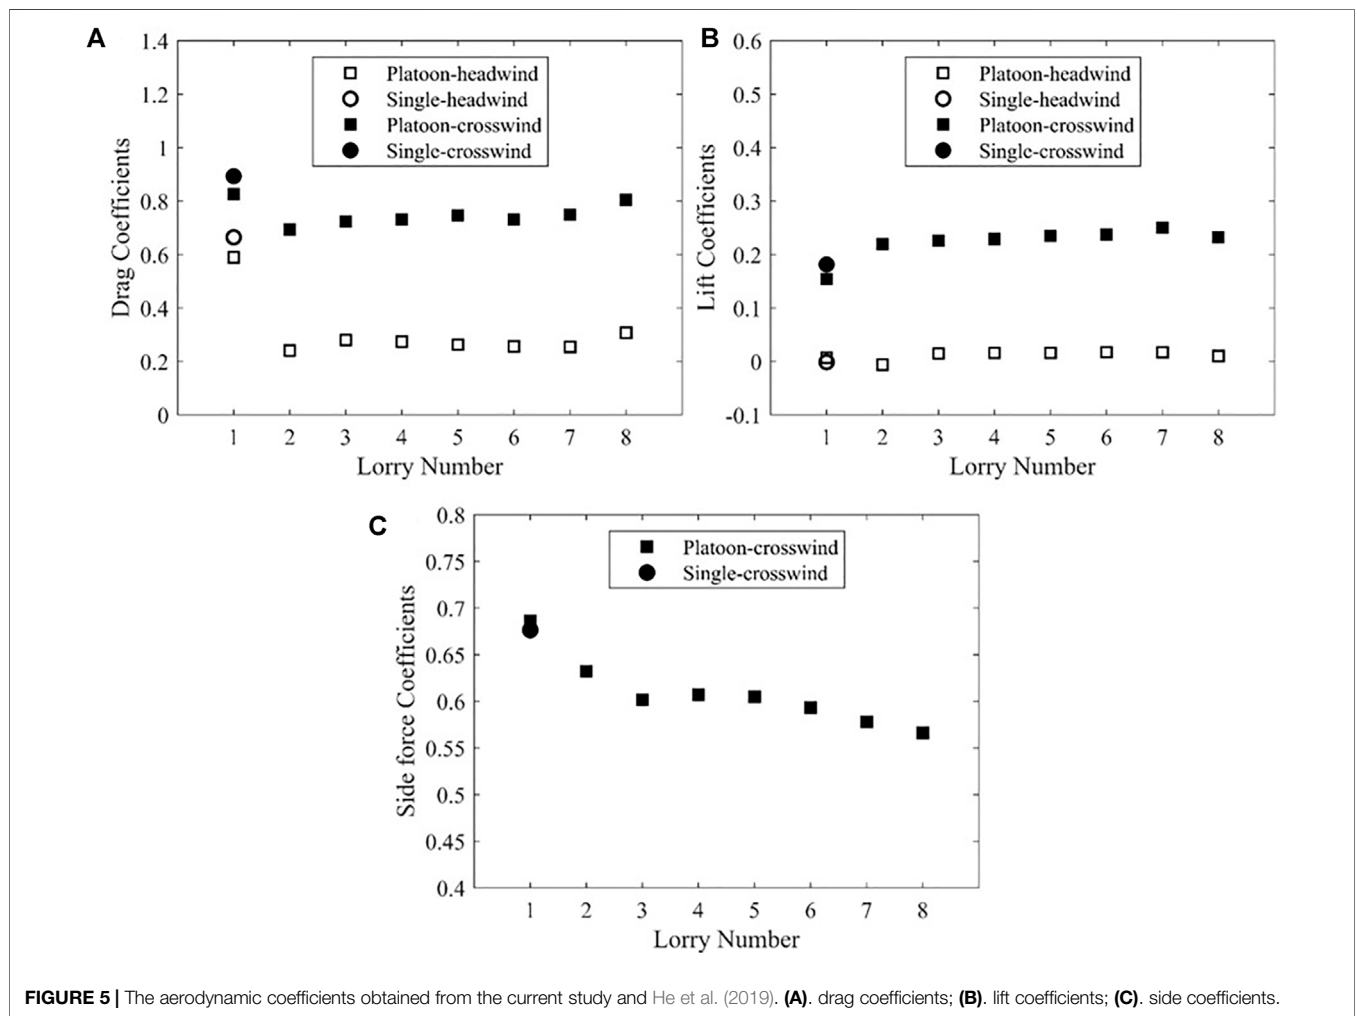 A
1.4
1.2
1
0.8
0.6
0.4
0.2
0
Drag Coefficients
Platoon-headwind
Single-headwind
Platoon-crosswind
Single-crosswind
1 2 3 4 5 6 7 8
Lorry Number
B
0.6
0.5
0.4
0.3
0.2
0.1
0
-0.1
Lift Coefficients
Platoon-headwind
Single-headwind
Platoon-crosswind
Single-crosswind
1 2 3 4 5 6 7 8
Lorry Number
C
0.8
0.75
0.7
0.65
0.6
0.55
0.5
0.45
0.4
Side force Coefficients
Platoon-crosswind
Single-crosswind
1 2 3 4 5 6 7 8
Lorry Number
FIGURE 5 | The aerodynamic coefficients obtained from the current study and He et al. (2019). (A). drag coefficients; (B). lift coefficients; (C). side coefficients.